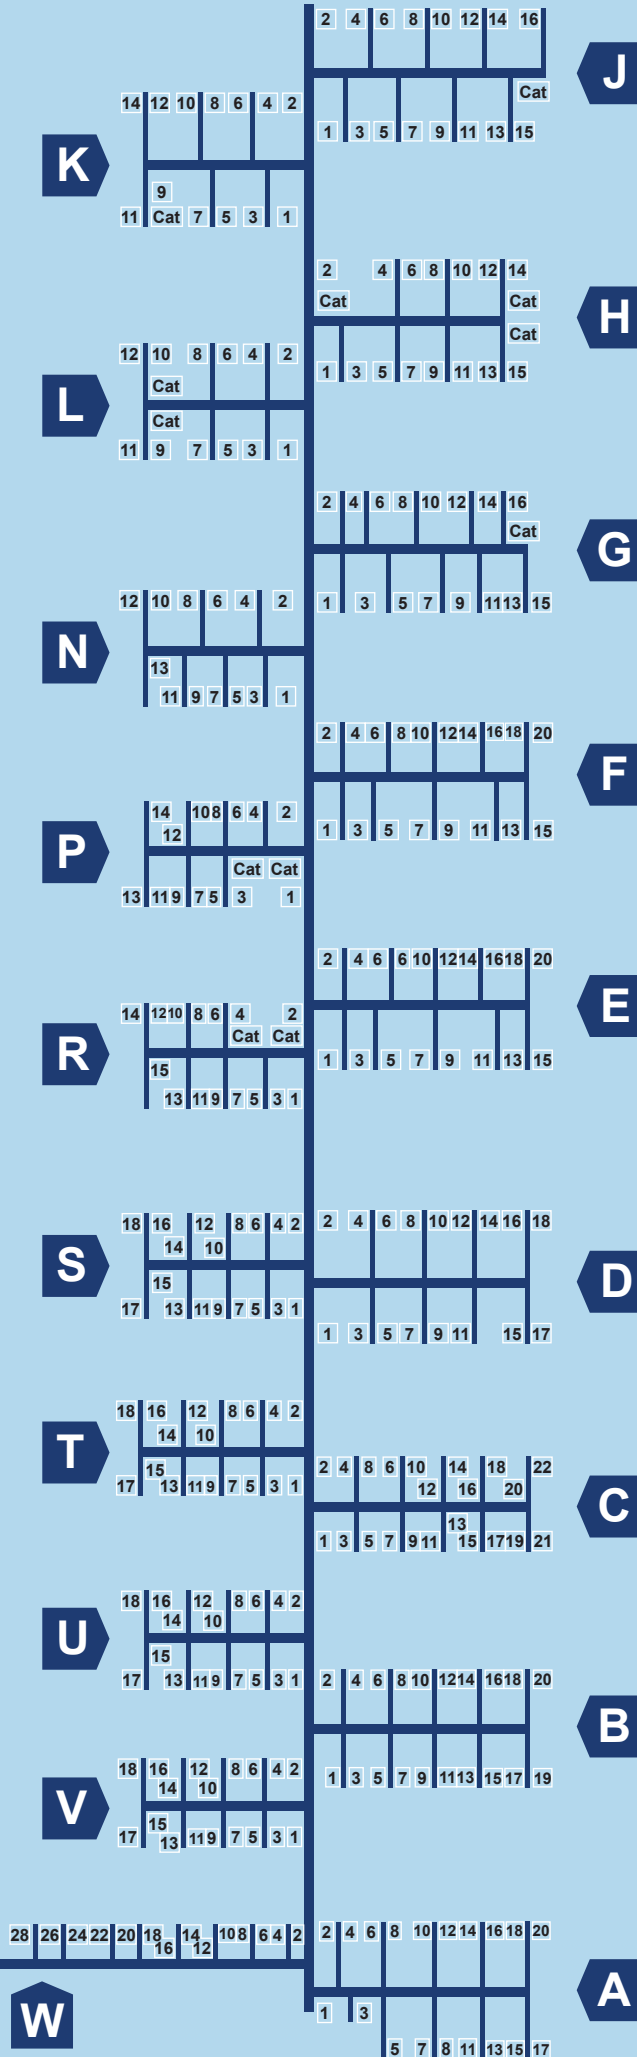 2 4 6 8 10 12 14 16
J
Cat
1 3 5 7 9 11 13 15
14 12 10 8 6 4 2
K
9
11 Cat 7 5 3 1
2 4 6 8 10 12 14
Cat Cat
H
Cat
1 3 5 7 9 11 13 15
12 10 8 6 4 2
Cat
L
Cat
11 9 7 5 3 1
2 4 6 8 10 12 14 16
Cat
G
1 3 5 7 9 11 13 15
12 10 8 6 4 2
N
13
11 9 7 5 3 1
2 4 6 8 10 12 14 16 18 20
F
1 3 5 7 9 11 13 15
14 10 8 6 4 2
12
P
Cat Cat
13 11 9 7 5 3 1
2 4 6 6 10 12 14 16 18 20
E
1 3 5 7 9 11 13 15
14 12 10 8 6 4 2
Cat Cat
R
15
13 11 9 7 5 3 1
2 4 6 8 10 12 14 16 18
D
1 3 5 7 9 11 15 17
18 16 12 8 6 4 2
14 10
S
15
17 13 11 9 7 5 3 1
18 16 12 8 6 4 2
14 10
T
15
17 13 11 9 7 5 3 1
2 4 8 6 10 14 18 22
12 16 20
C
13
1 3 5 7 9 11 15 17 19 21
18 16 12 8 6 4 2
14 10
U
15
17 13 11 9 7 5 3 1
2 4 6 8 10 12 14 16 18 20
B
1 3 5 7 9 11 13 15 17 19
18 16 12 8 6 4 2
14 10
V
15
17 13 11 9 7 5 3 1
28 26 24 22 20 18 14 10 8 6 4 2
16 12
W
2 4 6 8 10 12 14 16 18 20
A
1 3
5 7 8 11 13 15 17